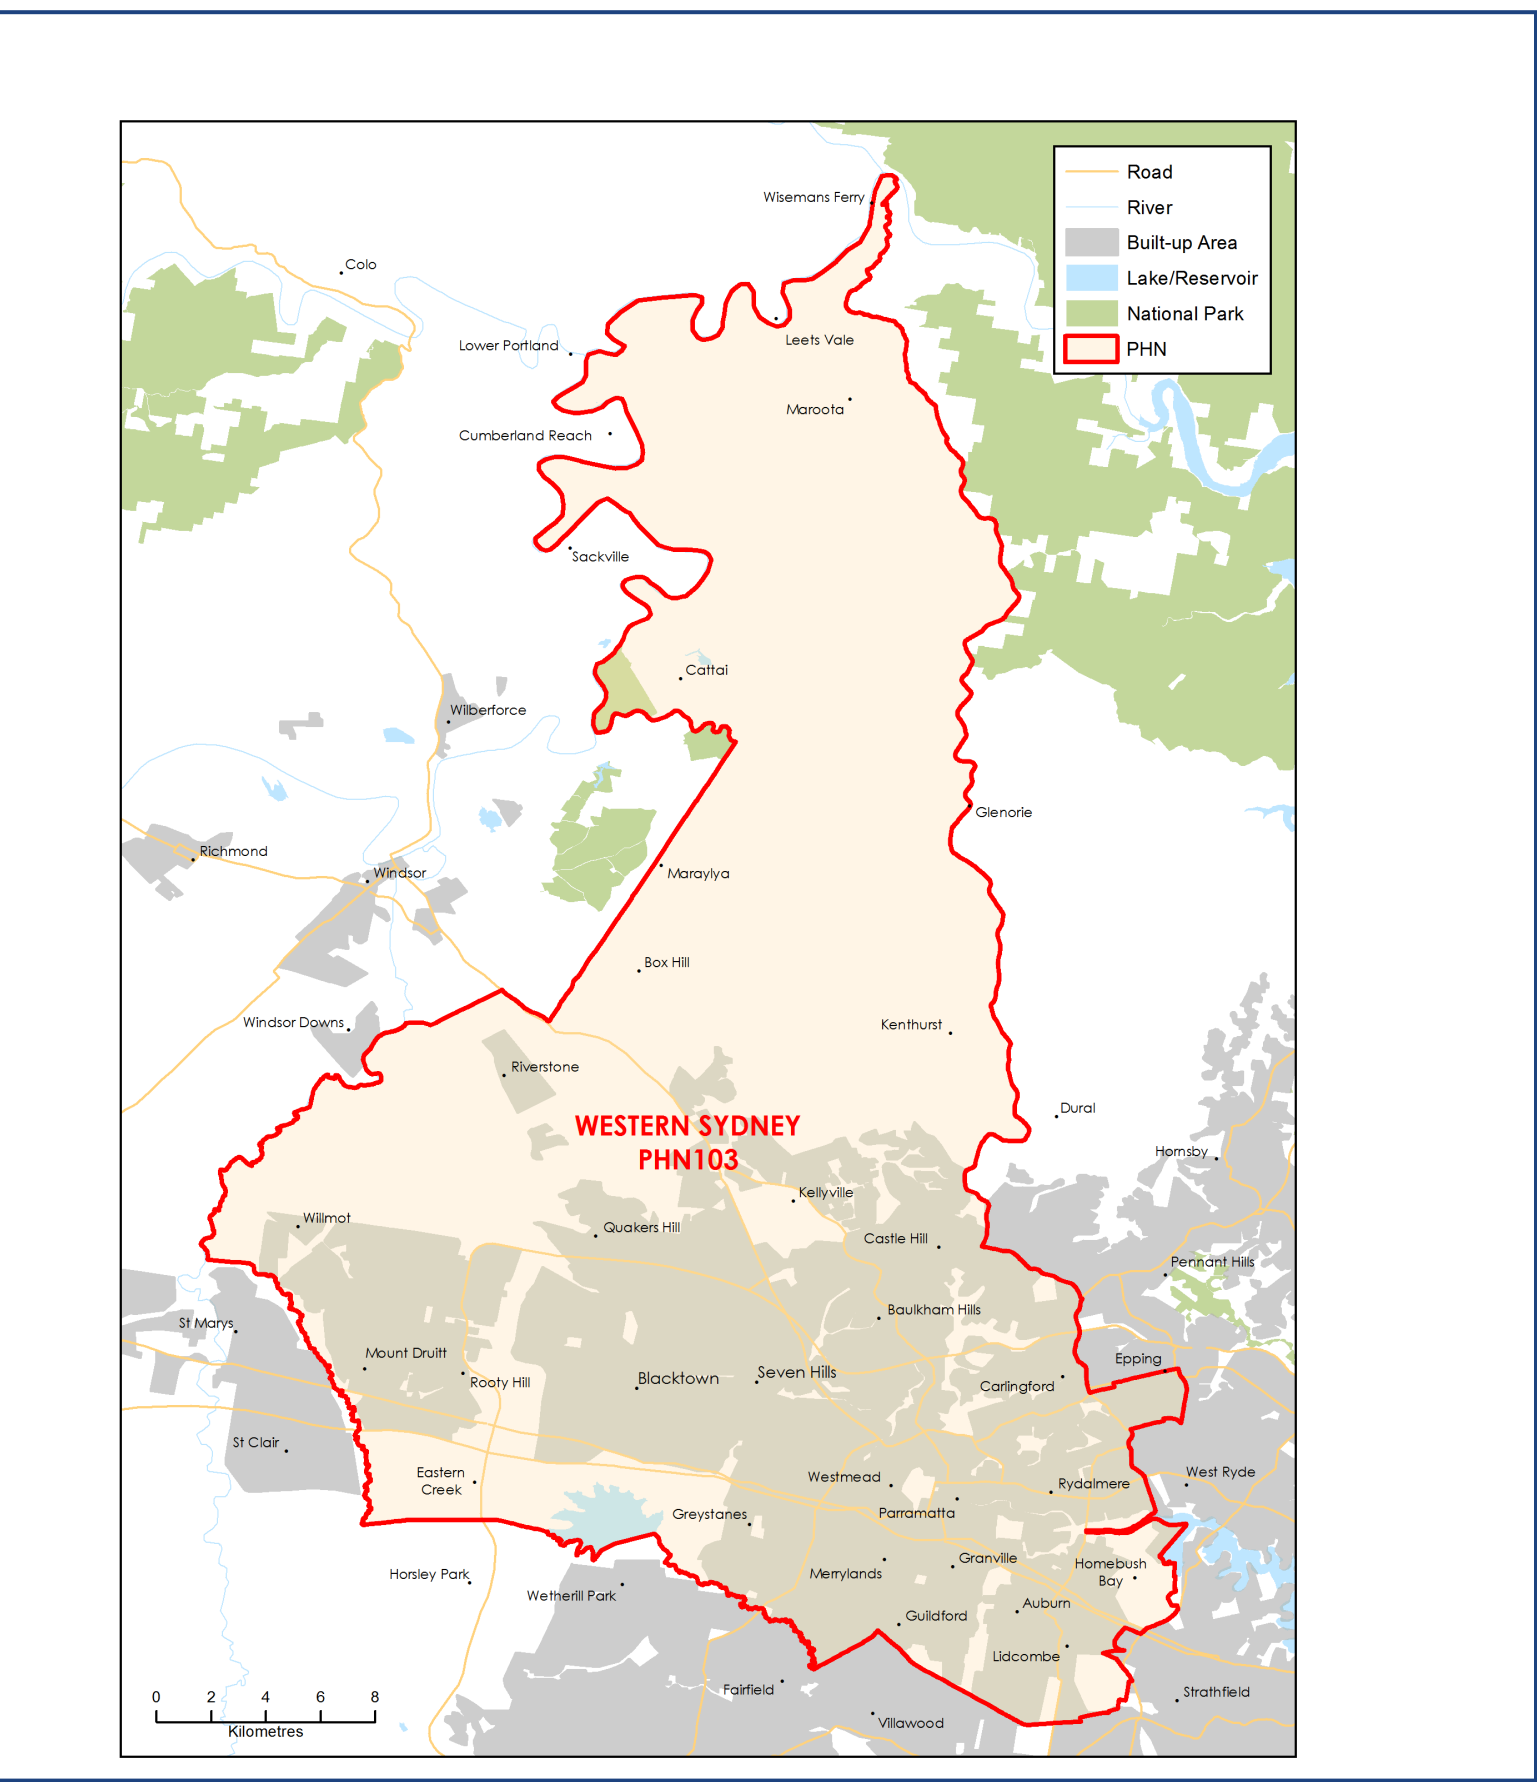 Road
River
Built-up Area
Lake/Reservoir
National Park
PHN
Wisemans Ferry
Colo
Leets Vale
Lower Portland
Maroota
Cumberland Reach
Sackville
Cattai
Wilberforce
Glenorie
Richmond
Windsor
Maraylya
Box Hill
Windsor Downs
Kenthurst
Riverstone
Dural
WESTERN SYDNEY
PHN103
Hornsby
Kellyville
Willmot
Quakers Hill
Castle Hill
Pennant Hills
Baulkham Hills
St Marys
Mount Druitt
Epping
Rooty Hill
Blacktown
Seven Hills
Carlingford
St Clair
Eastern
Creek
Westmead
Rydalmere
West Ryde
Greystanes
Parramatta
Horsley Park
Merrylands
Granville
Homebush
Bay
Wetherill Park
Guildford
Auburn
Lidcombe
Fairfield
Strathfield
Villawood
0 2 4 6 8
Kilometres